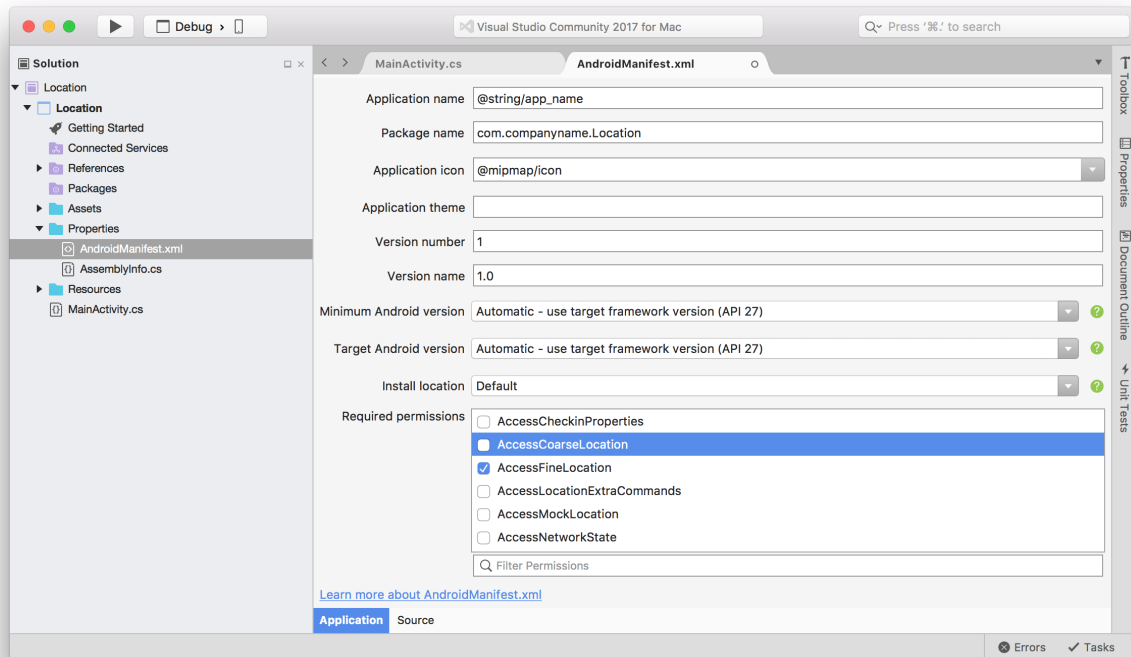 Debug
Visual Studio Community 2017 for Mac
Press '⌘.' to search
Solution
Location
Location
Getting Started
Connected Services
References
Packages
Assets
Properties
AndroidManifest.xml
AssemblyInfo.cs
Resources
MainActivity.cs
MainActivity.cs
AndroidManifest.xml
Application name @string/app_name
Package name com.companyname.Location
Application icon @mipmap/icon
Application theme
Version number 1
Version name 1.0
Minimum Android version Automatic - use target framework version (API 27)
Target Android version Automatic - use target framework version (API 27)
Install location Default
Required permissions
AccessCheckinProperties
AccessCoarseLocation
AccessFineLocation
AccessLocationExtraCommands
AccessMockLocation
AccessNetworkState
Filter Permissions
Learn more about AndroidManifest.xml
Application Source
Toolbox
Properties
Document Outline
Unit Tests
Errors Tasks